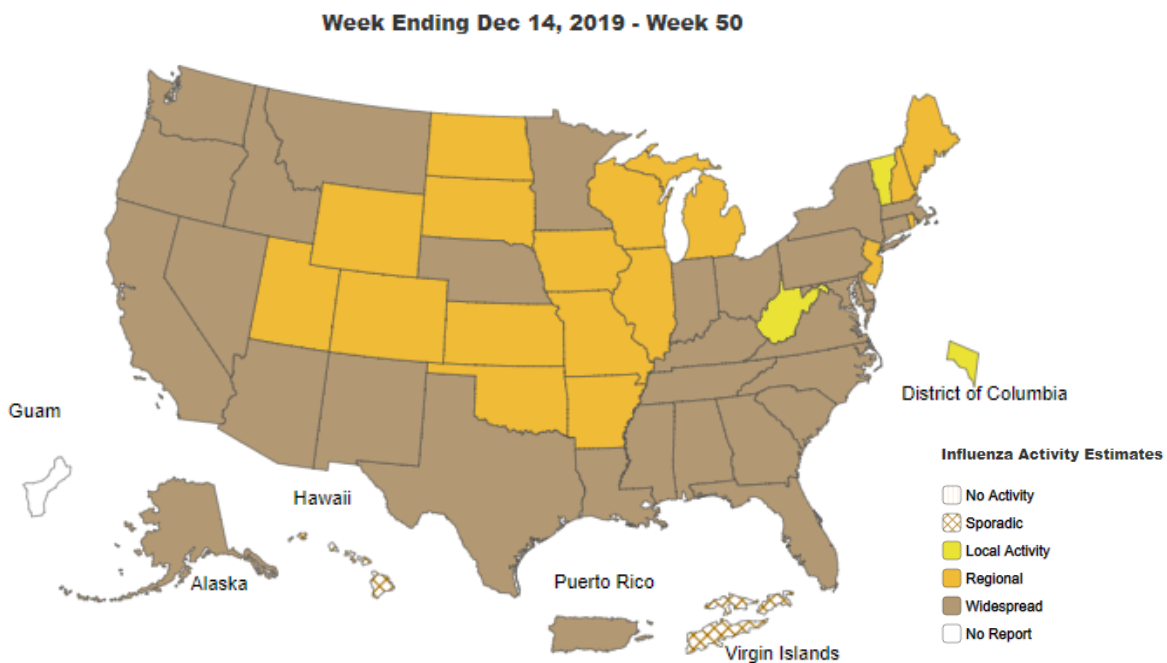 Week Ending Dec 14, 2019 - Week 50
Guam
Hawaii
Alaska
Puerto Rico
Virgin Islands
District of Columbia
Influenza Activity Estimates
No Activity
Sporadic
Local Activity
Regional
Widespread
No Report